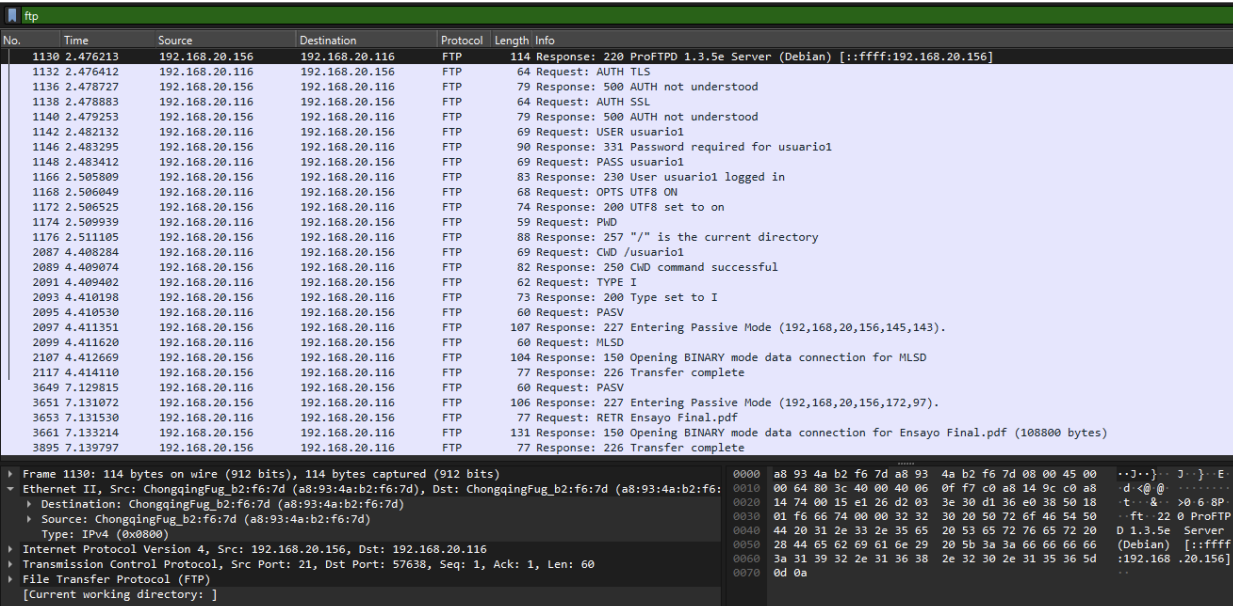 ftp
No. Time Source Destination Protocol Length Info
1130 2.476213 192.168.20.156 192.168.20.116 FTP 114 Response: 220 ProFTPD 1.3.5e Server (Debian) [::ffff:192.168.20.156]
1132 2.476412 192.168.20.116 192.168.20.156 FTP 64 Request: AUTH TLS
1136 2.478727 192.168.20.156 192.168.20.116 FTP 79 Response: 500 AUTH not understood
1138 2.478883 192.168.20.116 192.168.20.156 FTP 64 Request: AUTH SSL
1140 2.479253 192.168.20.156 192.168.20.116 FTP 79 Response: 500 AUTH not understood
1142 2.482132 192.168.20.116 192.168.20.156 FTP 69 Request: USER usuario1
1146 2.483295 192.168.20.156 192.168.20.116 FTP 90 Response: 331 Password required for usuario1
1148 2.483412 192.168.20.116 192.168.20.156 FTP 69 Request: PASS usuario1
1166 2.505809 192.168.20.156 192.168.20.116 FTP 83 Response: 230 User usuario1 logged in
1168 2.506049 192.168.20.116 192.168.20.156 FTP 68 Request: OPTS UTF8 ON
1172 2.506525 192.168.20.156 192.168.20.116 FTP 74 Response: 200 UTF8 set to on
1174 2.509939 192.168.20.116 192.168.20.156 FTP 59 Request: PWD
1176 2.511105 192.168.20.156 192.168.20.116 FTP 88 Response: 257 "/" is the current directory
2087 4.408284 192.168.20.116 192.168.20.156 FTP 69 Request: CWD /usuario1
2089 4.409074 192.168.20.156 192.168.20.116 FTP 82 Response: 250 CWD command successful
2091 4.409402 192.168.20.116 192.168.20.156 FTP 62 Request: TYPE I
2093 4.410198 192.168.20.156 192.168.20.116 FTP 73 Response: 200 Type set to I
2095 4.410530 192.168.20.116 192.168.20.156 FTP 60 Request: PASV
2097 4.411351 192.168.20.156 192.168.20.116 FTP 107 Response: 227 Entering Passive Mode (192,168,20,156,145,143).
2099 4.411620 192.168.20.116 192.168.20.156 FTP 60 Request: MLSD
2107 4.412669 192.168.20.156 192.168.20.116 FTP 104 Response: 150 Opening BINARY mode data connection for MLSD
2117 4.414110 192.168.20.156 192.168.20.116 FTP 77 Response: 226 Transfer complete
3649 7.129815 192.168.20.116 192.168.20.156 FTP 60 Request: PASV
3651 7.131072 192.168.20.156 192.168.20.116 FTP 106 Response: 227 Entering Passive Mode (192,168,20,156,172,97).
3653 7.131530 192.168.20.116 192.168.20.156 FTP 77 Request: RETR Ensayo Final.pdf
3661 7.133214 192.168.20.156 192.168.20.116 FTP 131 Response: 150 Opening BINARY mode data connection for Ensayo Final.pdf (108800 bytes)
3895 7.139797 192.168.20.156 192.168.20.116 FTP 77 Response: 226 Transfer complete
Frame 1130: 114 bytes on wire (912 bits), 114 bytes captured (912 bits)
Ethernet II, Src: ChongqingFug_b2:f6:7d (a8:93:4a:b2:f6:7d), Dst: ChongqingFug_b2:f6:7d (a8:93:4a:b2:f6:
Destination: ChongqingFug_b2:f6:7d (a8:93:4a:b2:f6:7d)
Source: ChongqingFug_b2:f6:7d (a8:93:4a:b2:f6:7d)
Type: IPv4 (0x0800)
Internet Protocol Version 4, Src: 192.168.20.156, Dst: 192.168.20.116
Transmission Control Protocol, Src Port: 21, Dst Port: 57638, Seq: 1, Ack: 1, Len: 60
File Transfer Protocol (FTP)
[Current working directory: ]
0000 a8 93 4a b2 f6 7d a8 93 4a b2 f6 7d 08 00 45 00 ··J··}·· J··}··E·
0010 00 64 80 3c 40 00 40 06 0f f7 c0 a8 14 9c c0 a8 ·d·<@·@· ········
0020 14 74 00 15 e1 26 d2 03 3e 30 d1 36 e0 38 50 18 ·t···&·· >0·6·8P·
0030 01 f6 66 74 00 00 32 32 30 20 50 72 6f 46 54 50 ··ft··22 0 ProFTP
0040 44 20 31 2e 33 2e 35 65 20 53 65 72 76 65 72 20 D 1.3.5e Server
0050 28 44 65 62 69 61 6e 29 20 5b 3a 3a 66 66 66 66 (Debian) [::ffff
0060 3a 31 39 32 2e 31 36 38 2e 32 30 2e 31 35 36 5d :192.168 .20.156]
0070 0d 0a ··